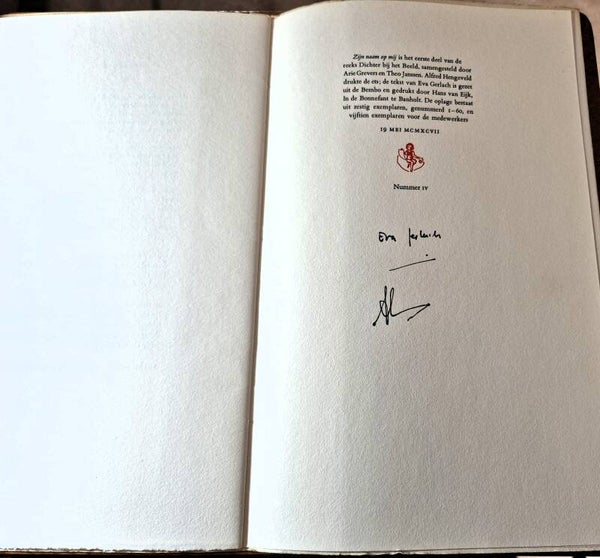 Zijn naam op mij is het eerste deel van de
reeks Dichter bij het Beeld, samengesteld door
Arie Grevers en Theo Janssen. Alfred Hengeveld
drukte de ets; de tekst van Eva Gerlach is gezet
uit de Bembo en gedrukt door Hans van Eijk,
In de Bonnefant te Banholt. De oplage bestaat
uit zestig exemplaren, genummerd 1–60, en
vijftien exemplaren voor de medewerkers
19 MEI MCMXCVII
Nummer IV
Eva Gerlach